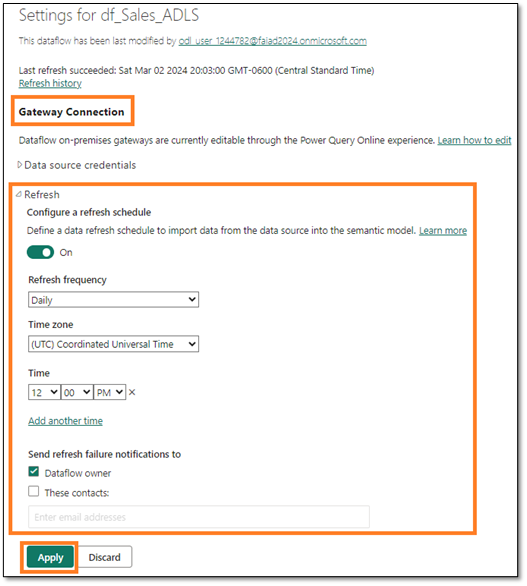 Settings for df_Sales_ADLS
This dataflow has been last modified by odl_user_1244782@faiad2024.onmicrosoft.com
Last refresh succeeded: Sat Mar 02 2024 20:03:00 GMT-0600 (Central Standard Time)
Refresh history
Gateway Connection
Dataflow on-premises gateways are currently editable through the Power Query Online experience. Learn how to edit
Data source credentials
Refresh
Configure a refresh schedule
Define a data refresh schedule to import data from the data source into the semantic model. Learn more
On
Refresh frequency
Daily
Time zone
(UTC) Coordinated Universal Time
Time
12 00 PM
Add another time
Send refresh failure notifications to
Dataflow owner
These contacts:
Enter email addresses
Apply Discard